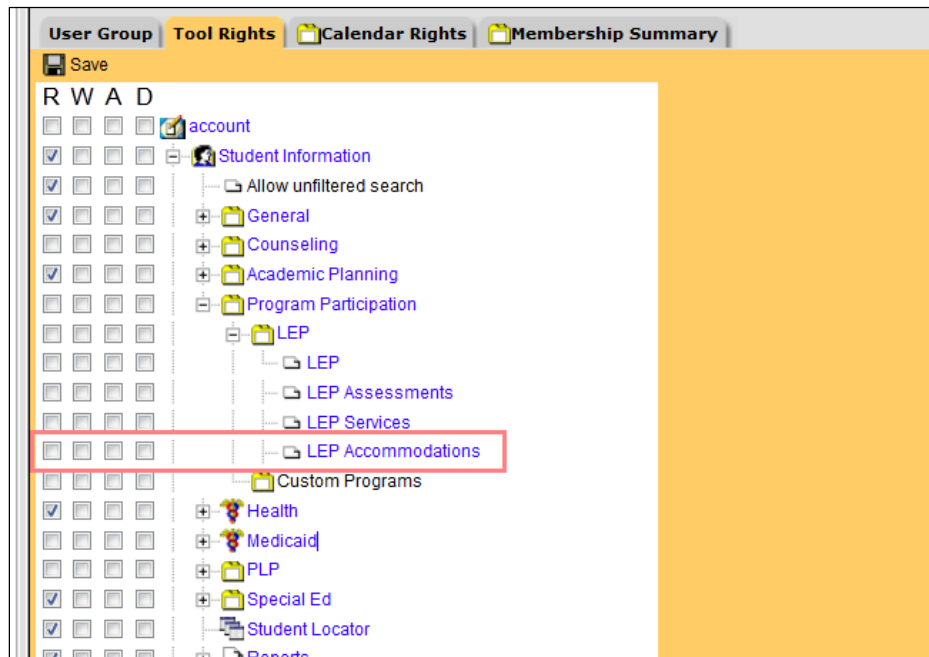 User Group Tool Rights Calendar Rights Membership Summary
Save
R W A D
account
Student Information
Allow unfiltered search
General
Counseling
Academic Planning
Program Participation
LEP
LEP
LEP Assessments
LEP Services
LEP Accommodations
Custom Programs
Health
Medicaid
PLP
Special Ed
Student Locator
Reports